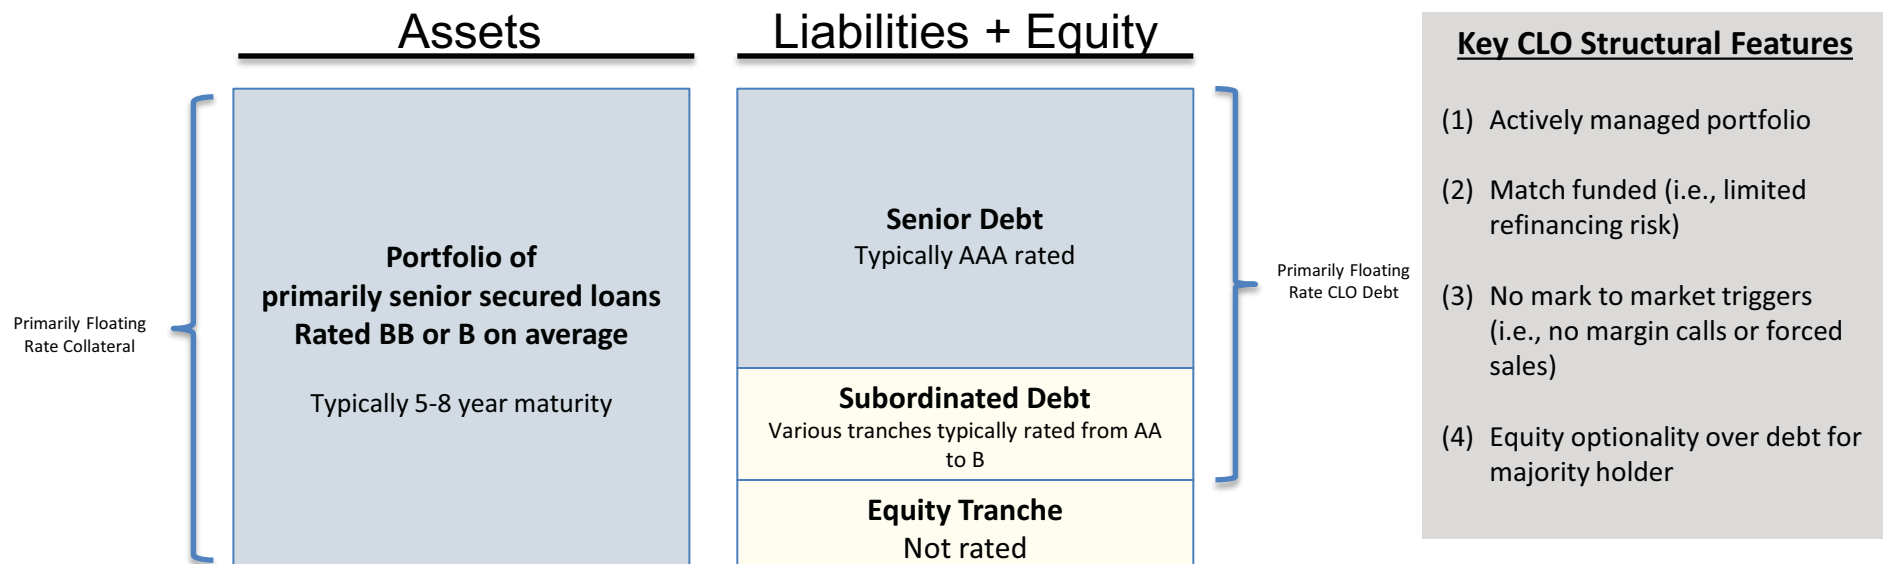 Assets
Liabilities + Equity
Primarily Floating
Rate Collateral
Portfolio of
primarily senior secured loans
Rated BB or B on average
Typically 5-8 year maturity
Senior Debt
Typically AAA rated
Subordinated Debt
Various tranches typically rated from AA
to B
Equity Tranche
Not rated
Primarily Floating
Rate CLO Debt
Key CLO Structural Features
(1) Actively managed portfolio
(2) Match funded (i.e., limited
refinancing risk)
(3) No mark to market triggers
(i.e., no margin calls or forced
sales)
(4) Equity optionality over debt for
majority holder